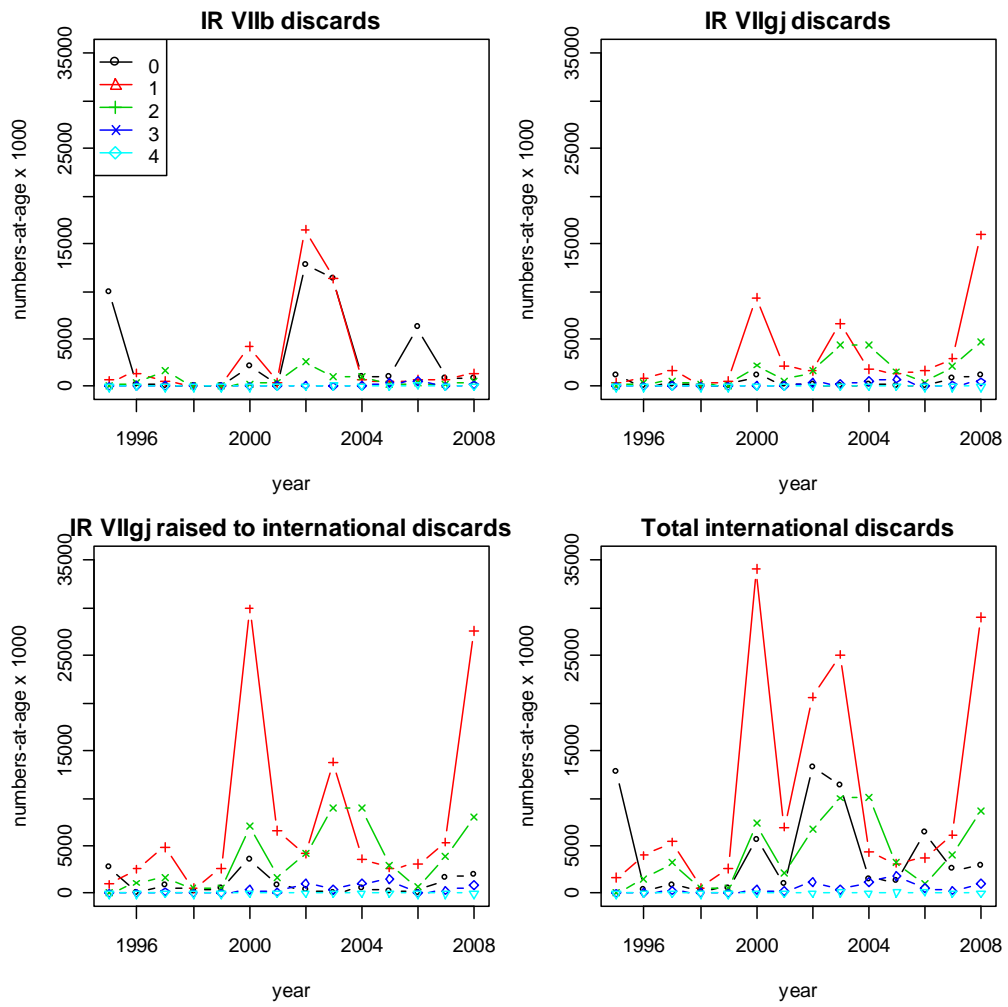 IR VIIb discards
numbers-at-age x 1000
0 5000 15000 25000 35000
0
1
2
3
4
1996 2000 2004 2008
year
IR VIIgj discards
numbers-at-age x 1000
0 5000 15000 25000 35000
1996 2000 2004 2008
year
IR VIIgj raised to international discards
numbers-at-age x 1000
0 5000 15000 25000 35000
1996 2000 2004 2008
year
Total international discards
numbers-at-age x 1000
0 5000 15000 25000 35000
1996 2000 2004 2008
year